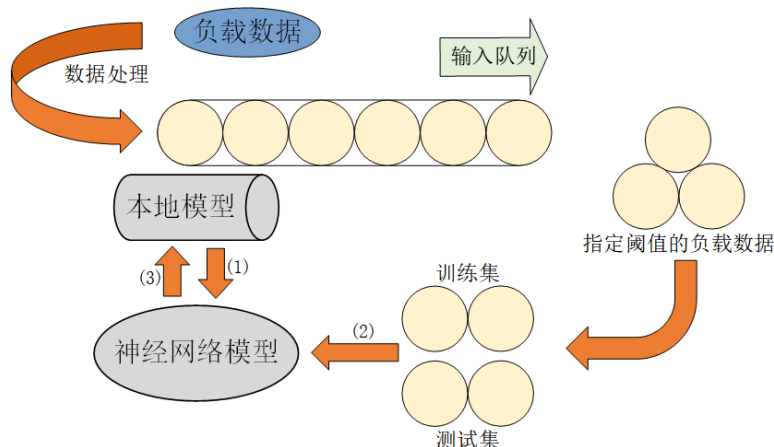 负载数据
输入队列
数据处理
本地模型
指定阈值的负载数据
(3)
(1)
训练集
(2)
神经网络模型
测试集